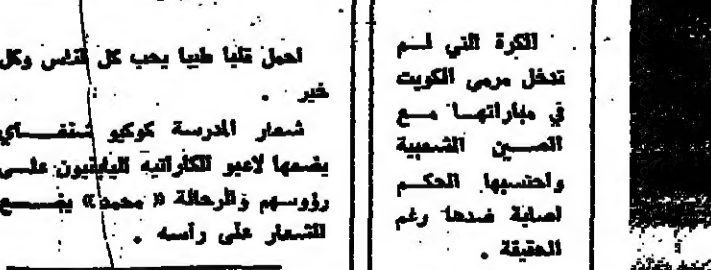 الكرة التي لم
تدخل مرمى الكويت
في مباراتها مع
الصين الشعبية
واحتسبها الحكم
اصابة ضدها رغم
الحقيقة .
احمل قلبا طيبا يحب كل الناس وكل
خير .
شعار المدرسة كوكيو
يضعها لاعبو الكاراتيه اليابانيون على
رؤوسهم والرحالة « محمد » يضع
الشعار على رأسه .